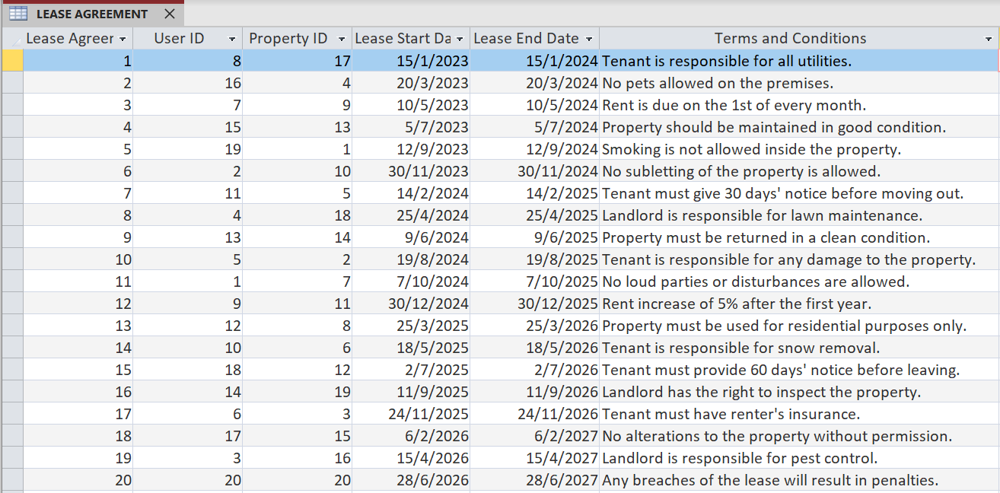 LEASE AGREEMENT
Lease Agreer User ID Property ID Lease Start Da Lease End Date Terms and Conditions
1 8 17 15/1/2023 15/1/2024 Tenant is responsible for all utilities.
2 16 4 20/3/2023 20/3/2024 No pets allowed on the premises.
3 7 9 10/5/2023 10/5/2024 Rent is due on the 1st of every month.
4 15 13 5/7/2023 5/7/2024 Property should be maintained in good condition.
5 19 1 12/9/2023 12/9/2024 Smoking is not allowed inside the property.
6 2 10 30/11/2023 30/11/2024 No subletting of the property is allowed.
7 11 5 14/2/2024 14/2/2025 Tenant must give 30 days' notice before moving out.
8 4 18 25/4/2024 25/4/2025 Landlord is responsible for lawn maintenance.
9 13 14 9/6/2024 9/6/2025 Property must be returned in a clean condition.
10 5 2 19/8/2024 19/8/2025 Tenant is responsible for any damage to the property.
11 1 7 7/10/2024 7/10/2025 No loud parties or disturbances are allowed.
12 9 11 30/12/2024 30/12/2025 Rent increase of 5% after the first year.
13 12 8 25/3/2025 25/3/2026 Property must be used for residential purposes only.
14 10 6 18/5/2025 18/5/2026 Tenant is responsible for snow removal.
15 18 12 2/7/2025 2/7/2026 Tenant must provide 60 days' notice before leaving.
16 14 19 11/9/2025 11/9/2026 Landlord has the right to inspect the property.
17 6 3 24/11/2025 24/11/2026 Tenant must have renter's insurance.
18 17 15 6/2/2026 6/2/2027 No alterations to the property without permission.
19 3 16 15/4/2026 15/4/2027 Landlord is responsible for pest control.
20 20 20 28/6/2026 28/6/2027 Any breaches of the lease will result in penalties.